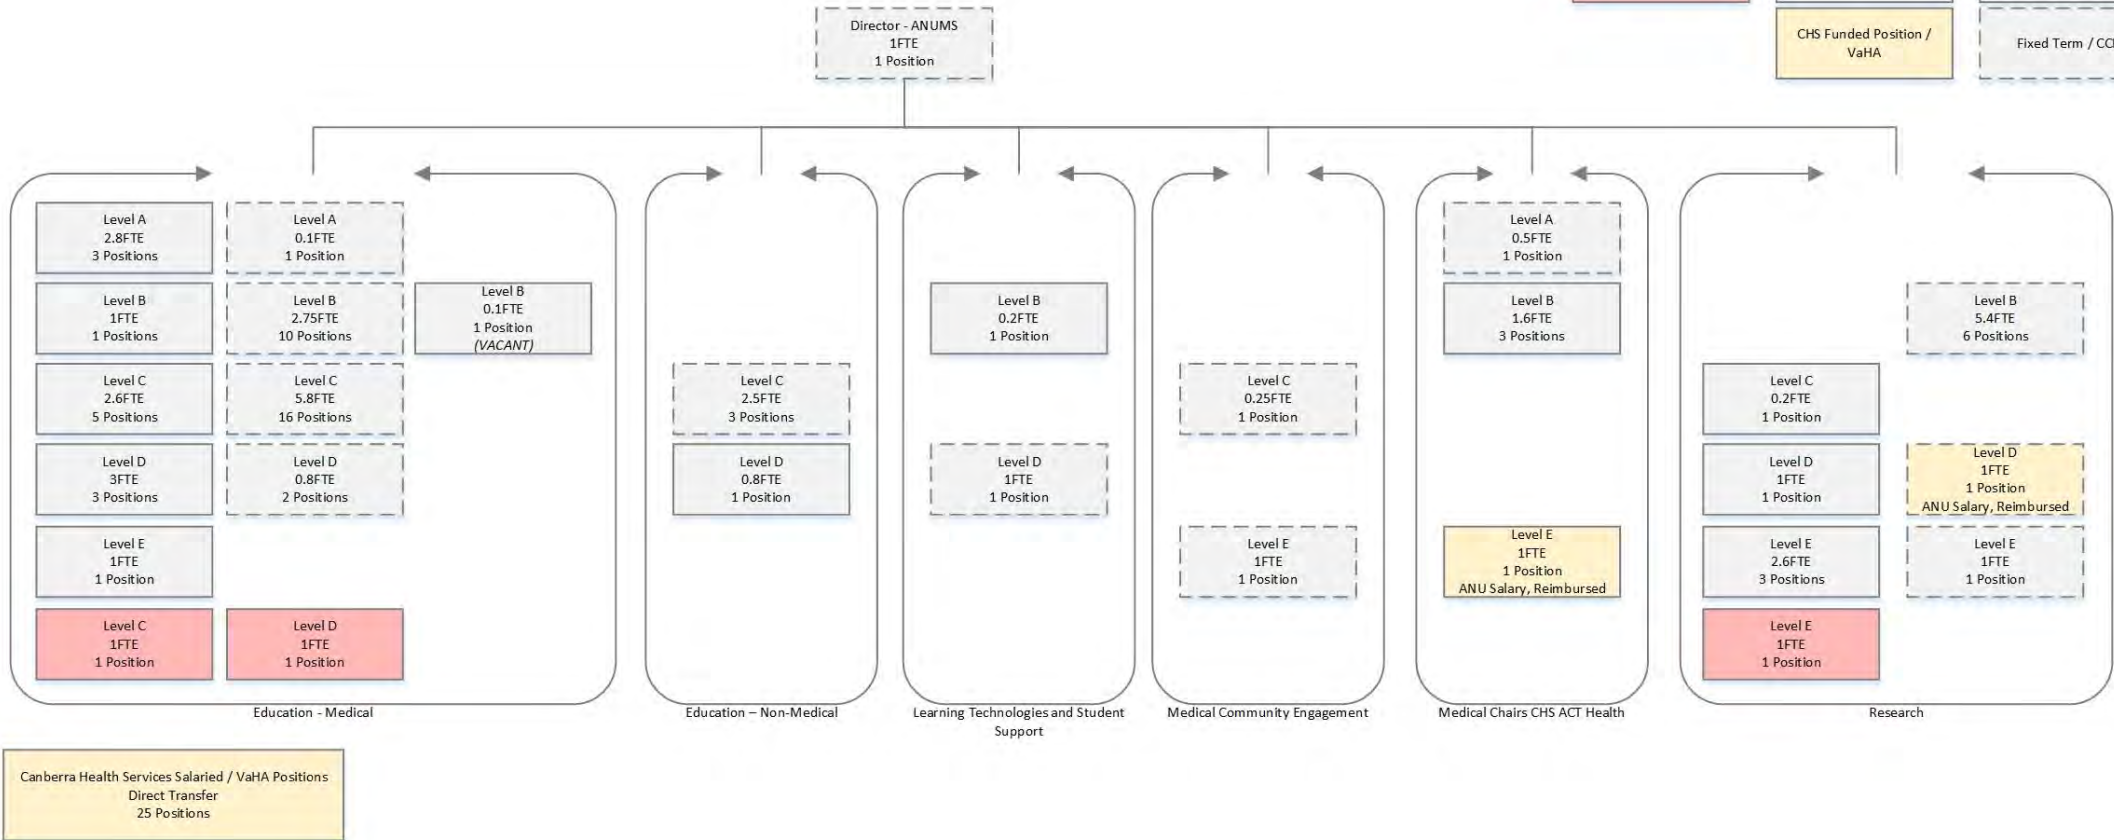 Director - ANUMS
1FTE
1 Position
CHS Funded Position /
VaHA
Fixed Term /
Level A
2.8FTE
3 Positions
Level A
0.1FTE
1 Position
Level B
1FTE
1 Positions
Level B
2.75FTE
10 Positions
Level B
0.1FTE
1 Position
(VACANT)
Level C
2.6FTE
5 Positions
Level C
5.8FTE
16 Positions
Level D
3FTE
3 Positions
Level D
0.8FTE
2 Positions
Level E
1FTE
1 Position
Level C
1FTE
1 Position
Level D
1FTE
1 Position
Education - Medical
Level C
2.5FTE
3 Positions
Level D
0.8FTE
1 Position
Education – Non-Medical
Level B
0.2FTE
1 Position
Level D
1FTE
1 Position
Learning Technologies and Student
Support
Level C
0.25FTE
1 Position
Level E
1FTE
1 Position
Medical Community Engagement
Level A
0.5FTE
1 Position
Level B
1.6FTE
3 Positions
Level E
1FTE
1 Position
ANU Salary, Reimbursed
Medical Chairs CHS ACT Health
Level B
5.4FTE
6 Positions
Level C
0.2FTE
1 Position
Level D
1FTE
1 Position
Level D
1FTE
1 Position
ANU Salary, Reimbursed
Level E
2.6FTE
3 Positions
Level E
1FTE
1 Position
Level E
1FTE
1 Position
Research
Canberra Health Services Salaried / VaHA Positions
Direct Transfer
25 Positions